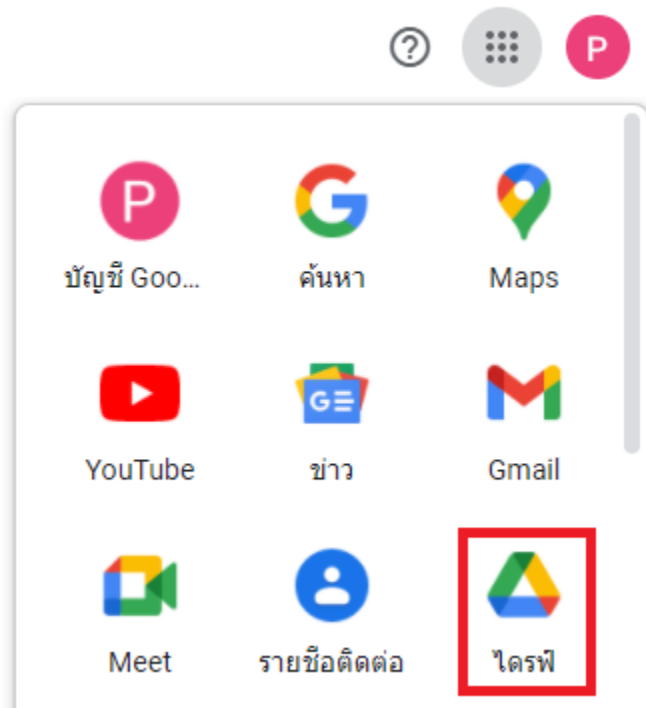 P
P
บัญชี Goo...
ค้นหา
Maps
YouTube
ข่าว
Gmail
Meet
รายชื่อติดต่อ
ไดรฟ์